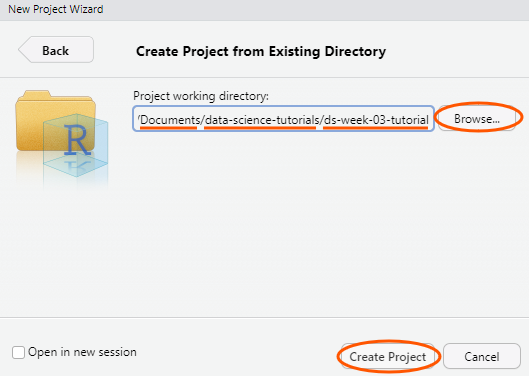 New Project Wizard
Back
Create Project from Existing Directory
Project working directory:
/Documents/data-science-tutorials/ds-week-03-tutorial
Browse...
R
Open in new session
Create Project
Cancel